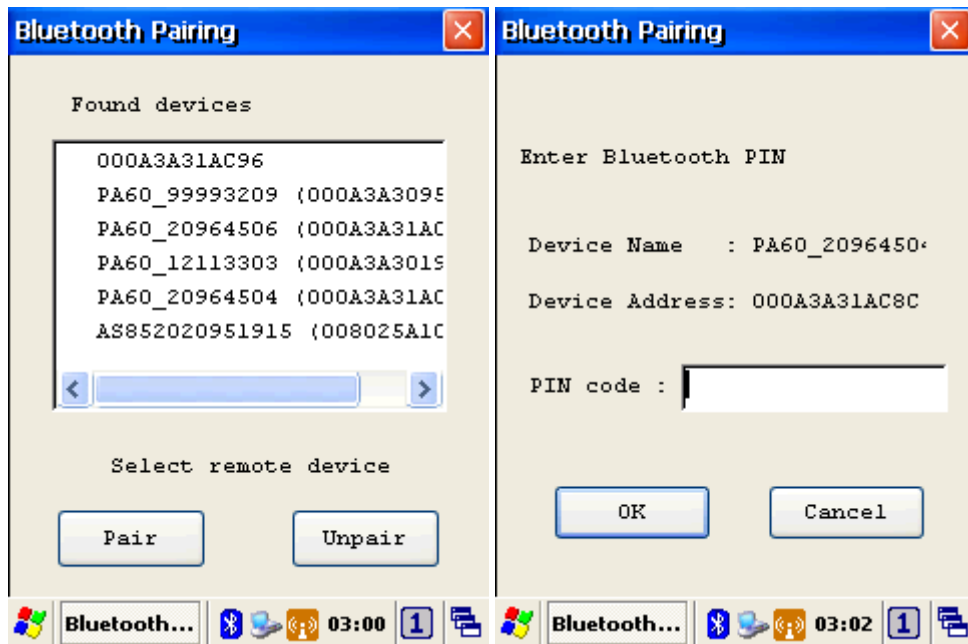 Bluetooth Pairing
Found devices
000A3A31AC96
PA60_99993209 (000A3A3095
PA60_20964506 (000A3A31AC
PA60_12113303 (000A3A3019
PA60_20964504 (000A3A31AC
AS852020951915 (008025A1C
Select remote device
Pair Unpair
Bluetooth... 03:00 1
Bluetooth Pairing
Enter Bluetooth PIN
Device Name : PA60_20964504
Device Address: 000A3A31AC8C
PIN code :
OK Cancel
Bluetooth... 03:02 1